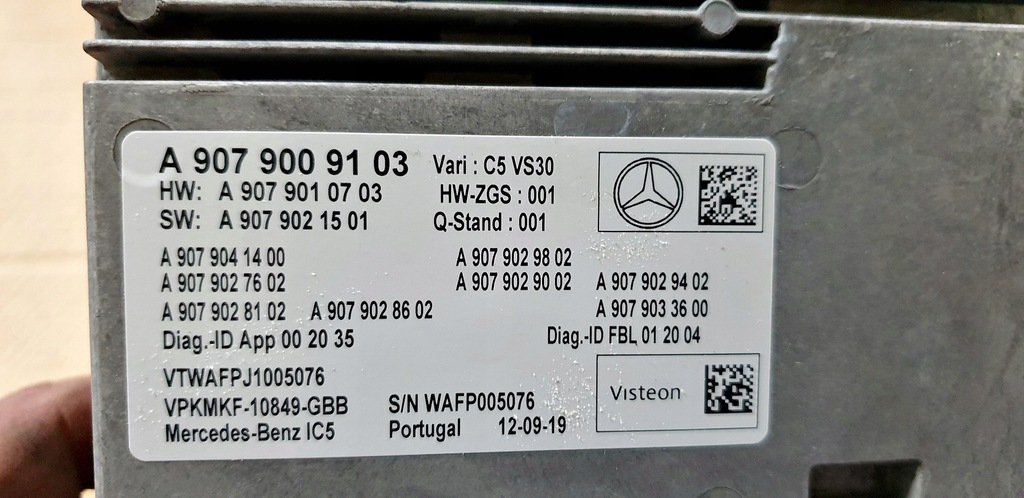 A 907 900 91 03 Vari : C5 VS30
HW: A 907 901 07 03 HW-ZGS : 001
SW: A 907 902 15 01 Q-Stand : 001
A 907 904 14 00 A 907 902 98 02
A 907 902 76 02 A 907 902 90 02 A 907 902 94 02
A 907 902 81 02 A 907 902 86 02 A 907 903 36 00
Diag.-ID App 00 20 35 Diag.-ID FBL 01 20 04
VTWAFPJ1005076
VPKMKF-10849-GBB S/N WAFP005076
Mercedes-Benz IC5 Portugal 12-09-19
Visteon